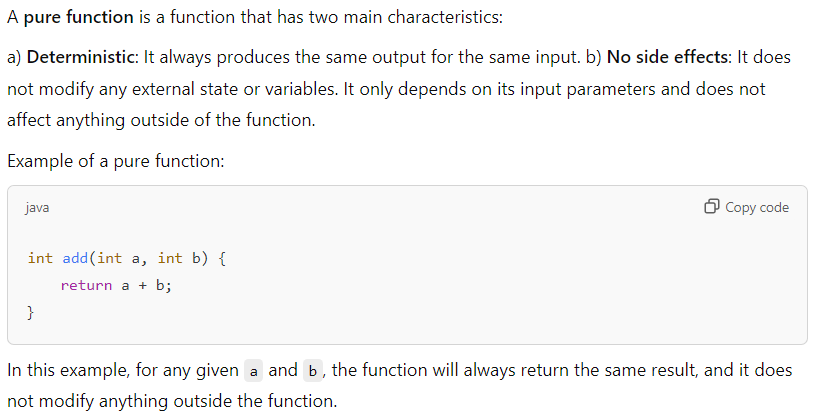 A pure function is a function that has two main characteristics:
a) Deterministic: It always produces the same output for the same input. b) No side effects: It does
not modify any external state or variables. It only depends on its input parameters and does not
affect anything outside of the function.
Example of a pure function:
java
Copy code
int add(int a, int b) {
    return a + b;
}
In this example, for any given a and b, the function will always return the same result, and it does
not modify anything outside the function.